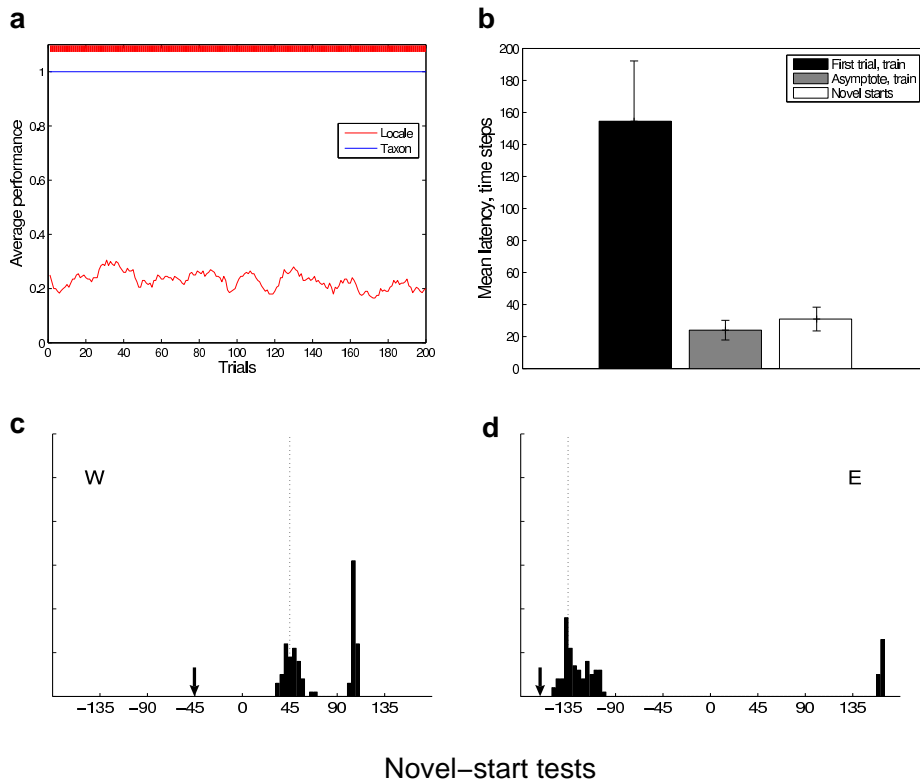 a
1
0.8
0.6
0.4
0.2
0
0 20 40 60 80 100 120 140 160 180 200
Average performance
Trials
Locale
Taxon
b
200
180
160
140
120
100
80
60
40
20
0
Mean latency, time steps
First trial, train
Asymptote, train
Novel starts
c
W
−135 −90 −45 0 45 90 135
d
E
−135 −90 −45 0 45 90 135
Novel−start tests